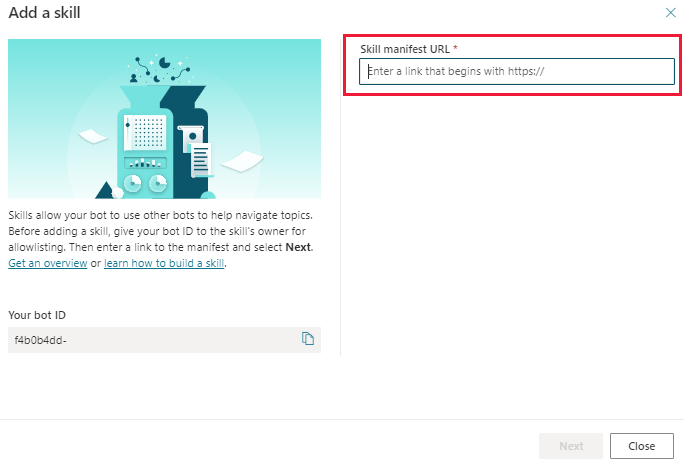 Add a skill
Skills allow your bot to use other bots to help navigate topics.
Before adding a skill, give your bot ID to the skill's owner for
allowlisting. Then enter a link to the manifest and select Next.
Get an overview or learn how to build a skill.
Your bot ID
f4b0b4dd-
Skill manifest URL *
Enter a link that begins with https://
Next
Close